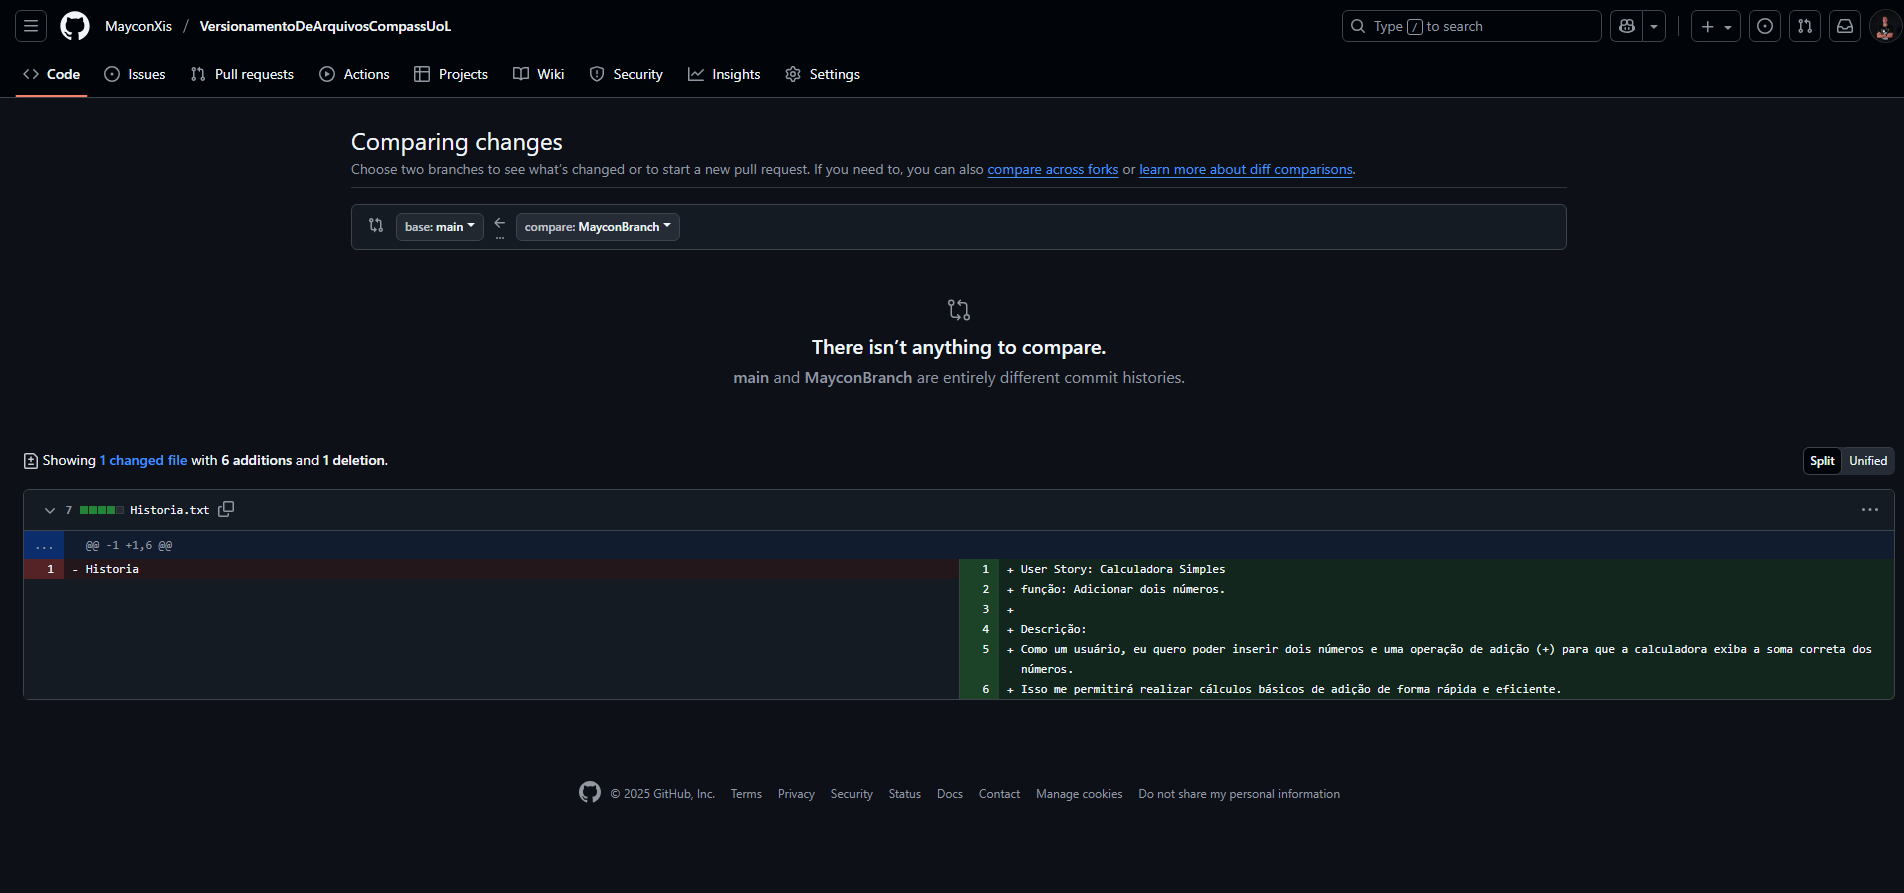 MayconXis / VersionamentoDeArquivosCompassUoL
Type / to search
Code Issues Pull requests Actions Projects Wiki Security Insights Settings
Comparing changes
Choose two branches to see what's changed or to start a new pull request. If you need to, you can also compare across forks or learn more about diff comparisons.
base: main ... compare: MayconBranch
There isn't anything to compare.
main and MayconBranch are entirely different commit histories.
Showing 1 changed file with 6 additions and 1 deletion.
Split Unified
7 Historia.txt
... @@ -1 +1,6 @@
1 - Historia
1 + User Story: Calculadora Simples
2 + função: Adicionar dois números.
3 +
4 + Descrição:
5 + Como um usuário, eu quero poder inserir dois números e uma operação de adição (+) para que a calculadora exiba a soma correta dos
números.
6 + Isso me permitirá realizar cálculos básicos de adição de forma rápida e eficiente.
© 2025 GitHub, Inc. Terms Privacy Security Status Docs Contact Manage cookies Do not share my personal information